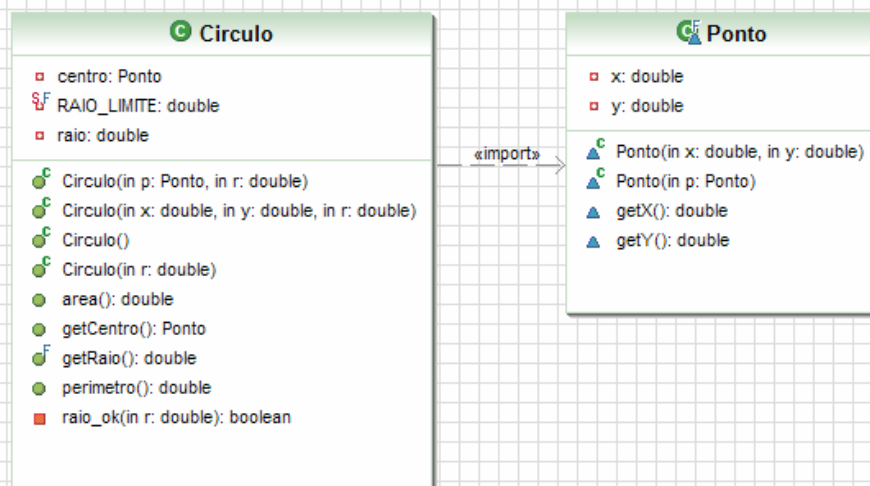 Circulo
centro: Ponto
RAIO_LIMITE: double
raio: double
Circulo(in p: Ponto, in r: double)
Circulo(in x: double, in y: double, in r: double)
Circulo()
Circulo(in r: double)
area(): double
getCentro(): Ponto
getRaio(): double
perimetro(): double
raio_ok(in r: double): boolean
«import»
Ponto
x: double
y: double
Ponto(in x: double, in y: double)
Ponto(in p: Ponto)
getX(): double
getY(): double